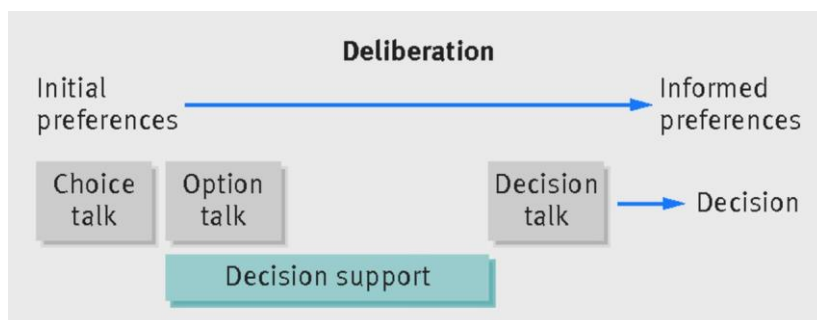 Deliberation
Initial
preferences
Informed
preferences
Choice
talk
Option
talk
Decision
talk
Decision
Decision support